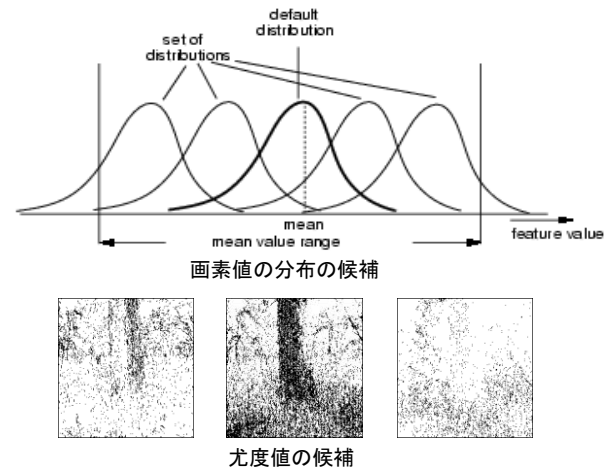 default
distribution
set of
distributions
mean
mean value range
feature value
画素値の分布の候補
尤度値の候補